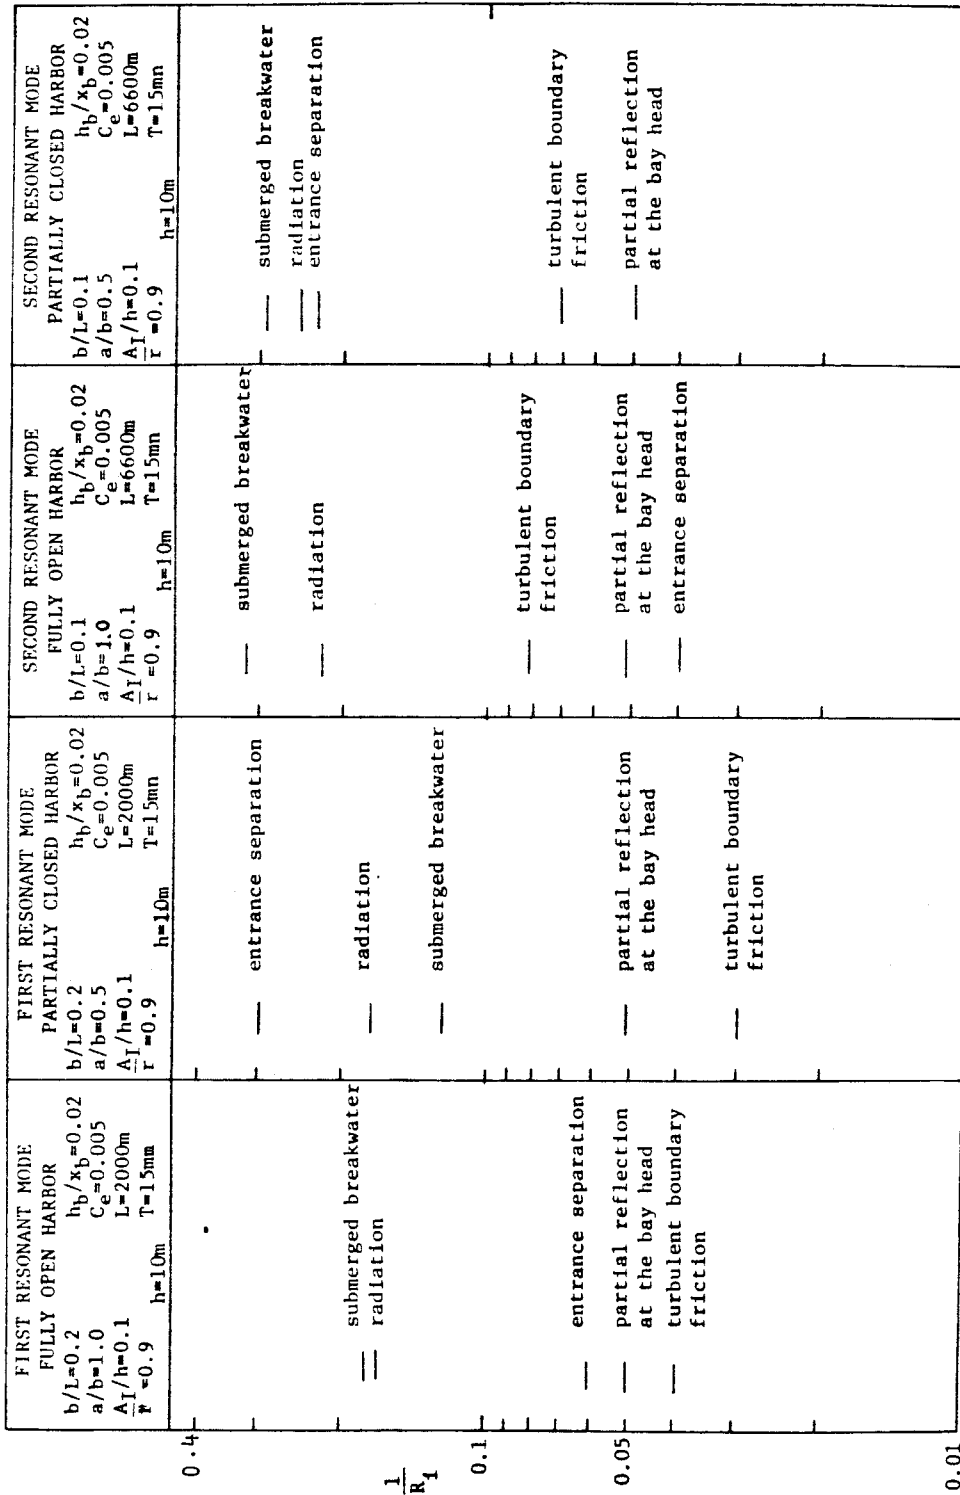 FIRST RESONANT MODE
FULLY OPEN HARBOR
b/L=0.2 h_b/x_b=0.02
a/b=1.0 C_e=0.005
A_I/h=0.1 L=2000m
r=0.9 T=15mm
h=10m
submerged breakwater
radiation
entrance separation
partial reflection
at the bay head
turbulent boundary
friction
FIRST RESONANT MODE
PARTIALLY CLOSED HARBOR
b/L=0.2 h_b/x_b=0.02
a/b=0.5 C_e=0.005
A_I/h=0.1 L=2000m
r=0.9 T=15mn
h=10m
entrance separation
radiation
submerged breakwater
partial reflection
at the bay head
turbulent boundary
friction
SECOND RESONANT MODE
FULLY OPEN HARBOR
b/L=0.1 h_b/x_b=0.02
a/b=1.0 C_e=0.005
A_I/h=0.1 L=6600m
r=0.9 T=15mn
h=10m
submerged breakwater
radiation
turbulent boundary
friction
partial reflection
at the bay head
entrance separation
SECOND RESONANT MODE
PARTIALLY CLOSED HARBOR
b/L=0.1 h_b/x_b=0.02
a/b=0.5 C_e=0.005
A_I/h=0.1 L=6600m
r=0.9 T=15mn
h=10m
submerged breakwater
radiation
entrance separation
turbulent boundary
friction
partial reflection
at the bay head
0.4
1
R_i
0.1
0.05
0.01